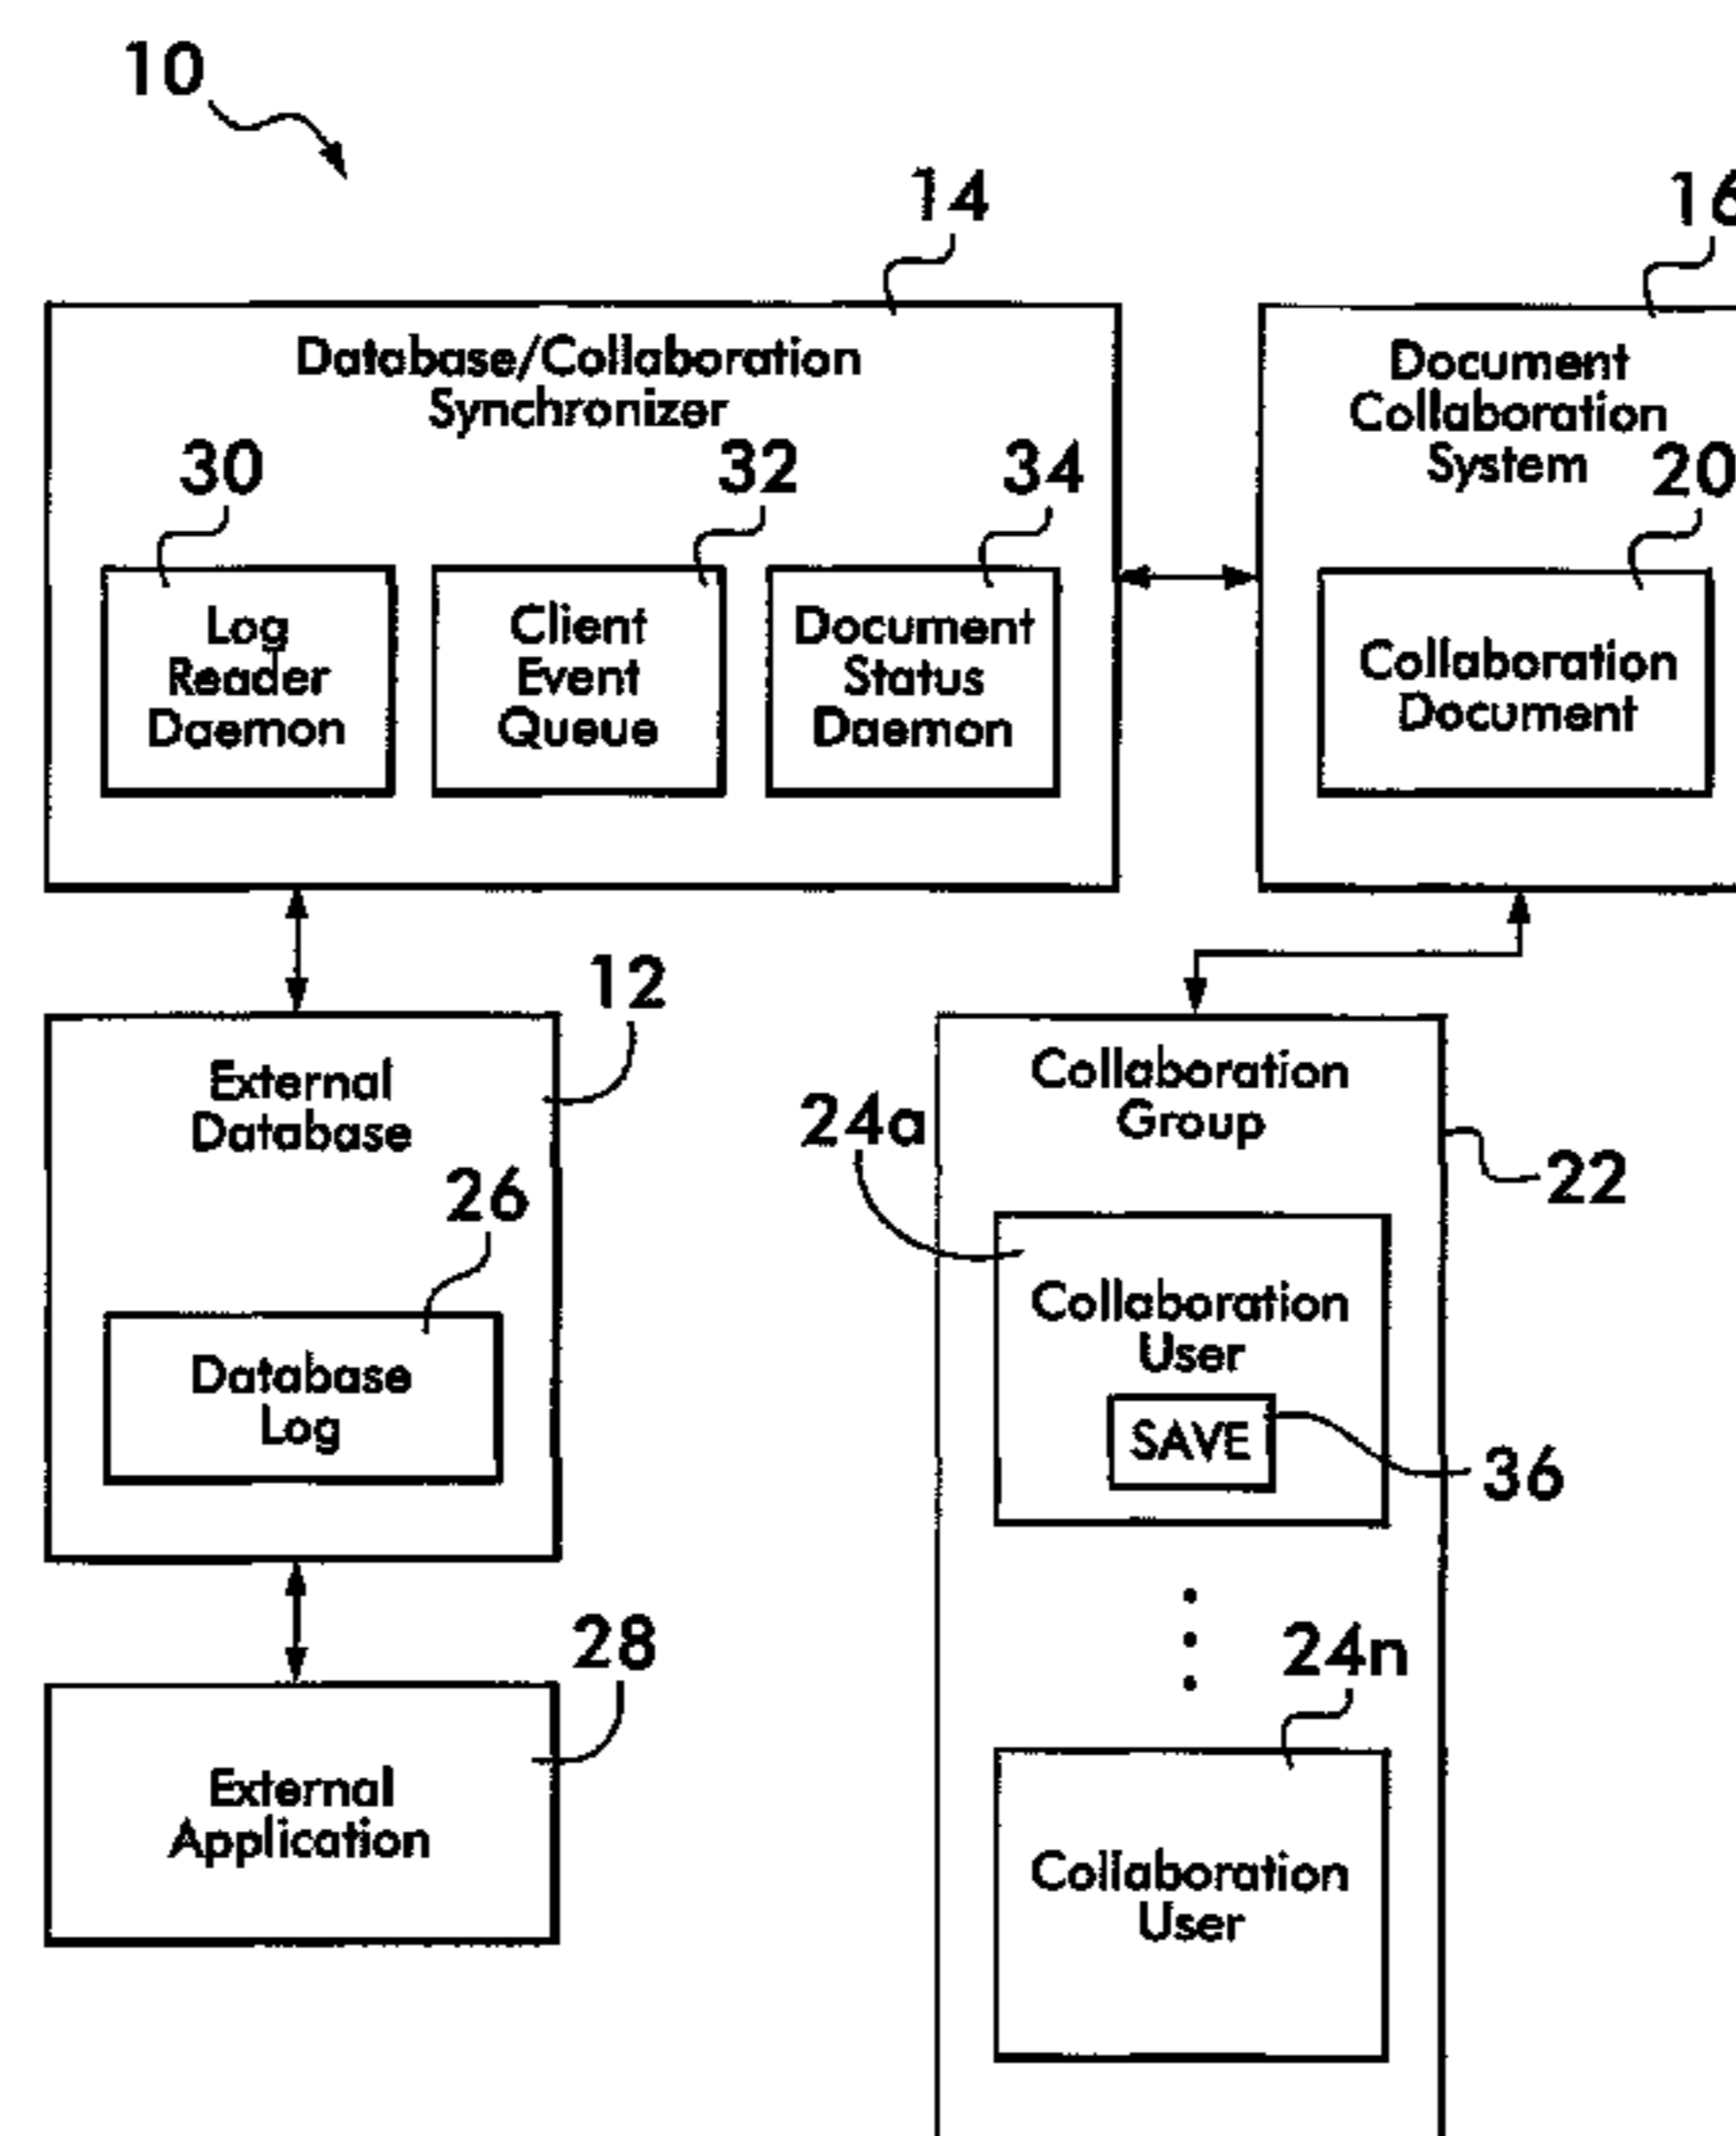 10
14
16
Database/Collaboration
Synchronizer
Document
Collaboration
System
30
32
34
20
Log
Reader
Daemon
Client
Event
Queue
Document
Status
Daemon
Collaboration
Document
12
External
Database
26
Database
Log
Collaboration
Group
24a
22
Collaboration
User
SAVE
36
28
External
Application
24n
Collaboration
User